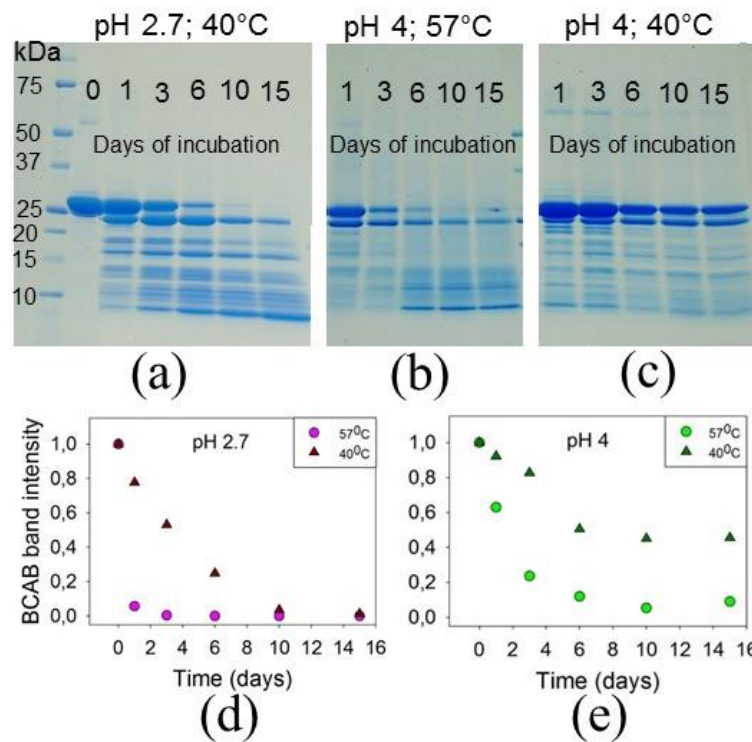 pH 2.7; 40°C pH 4; 57°C pH 4; 40°C
kDa
75
50
37
25
20
15
10
0 1 3 6 10 15
Days of incubation
1 3 6 10 15
Days of incubation
1 3 6 10 15
Days of incubation
(a) (b) (c)
BCAB band intensity
1,0
0,8
0,6
0,4
0,2
0,0
pH 2.7
57⁰C
40⁰C
0 2 4 6 8 10 12 14 16
Time (days)
(d)
1,0
0,8
0,6
0,4
0,2
0,0
pH 4
57⁰C
40⁰C
0 2 4 6 8 10 12 14 16
Time (days)
(e)